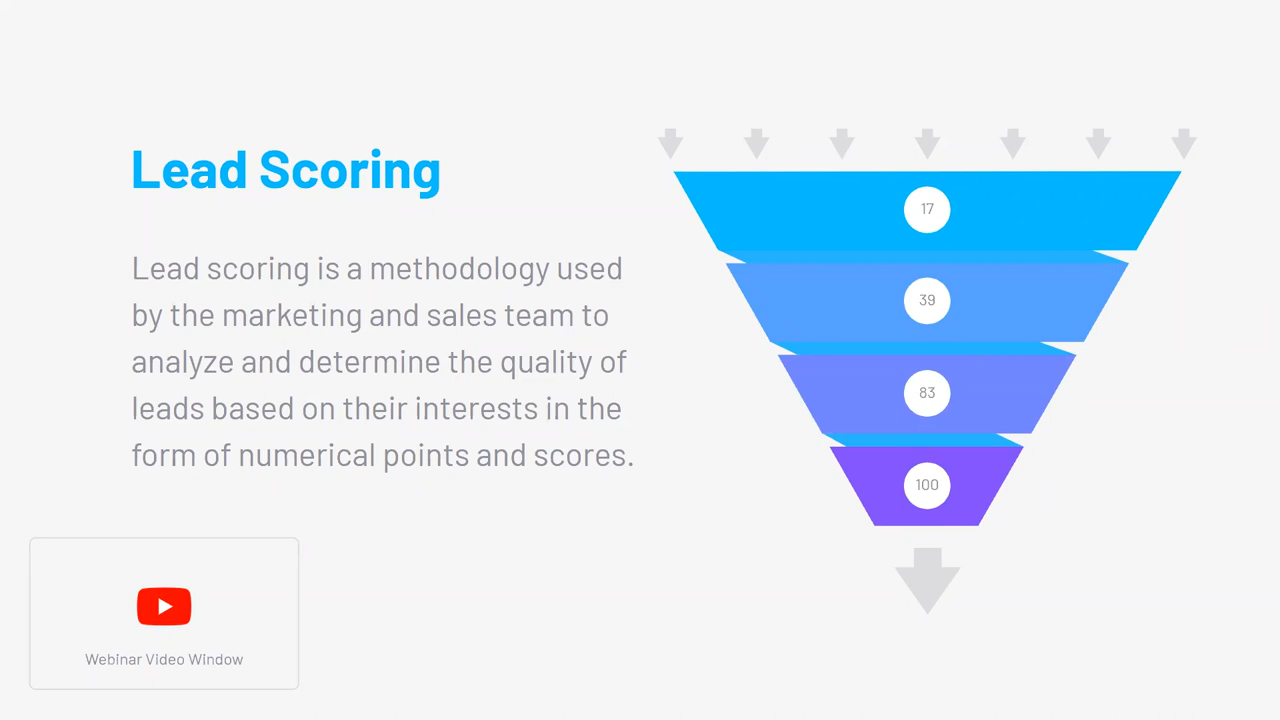 Lead Scoring
Lead scoring is a methodology used
by the marketing and sales team to
analyze and determine the quality of
leads based on their interests in the
form of numerical points and scores.
17
39
83
100
Webinar Video Window